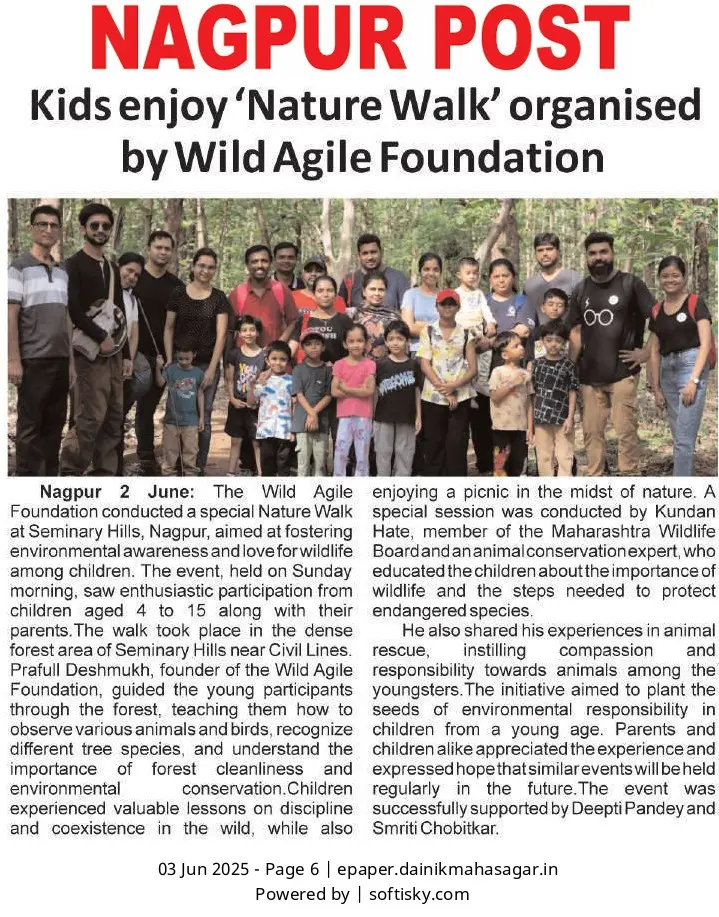 NAGPUR POST
Kids enjoy ‘Nature Walk’ organised
by Wild Agile Foundation
YOU
WELCOME
Nagpur 2 June: The Wild Agile
Foundation conducted a special Nature Walk
at Seminary Hills, Nagpur, aimed at fostering
environmental awareness and love for wildlife
among children. The event, held on Sunday
morning, saw enthusiastic participation from
children aged 4 to 15 along with their
parents.The walk took place in the dense
forest area of Seminary Hills near Civil Lines.
Prafull Deshmukh, founder of the Wild Agile
Foundation, guided the young participants
through the forest, teaching them how to
observe various animals and birds, recognize
different tree species, and understand the
importance of forest cleanliness and
environmental conservation.Children
experienced valuable lessons on discipline
and coexistence in the wild, while also
enjoying a picnic in the midst of nature. A
special session was conducted by Kundan
Hate, member of the Maharashtra Wildlife
Board and an animal conservation expert, who
educated the children about the importance of
wildlife and the steps needed to protect
endangered species.
He also shared his experiences in animal
rescue, instilling compassion and
responsibility towards animals among the
youngsters.The initiative aimed to plant the
seeds of environmental responsibility in
children from a young age. Parents and
children alike appreciated the experience and
expressed hope that similar events will be held
regularly in the future.The event was
successfully supported by Deepti Pandey and
Smriti Chobitkar.
03 Jun 2025 - Page 6 | epaper.dainikmahasagar.in
Powered by | softisky.com